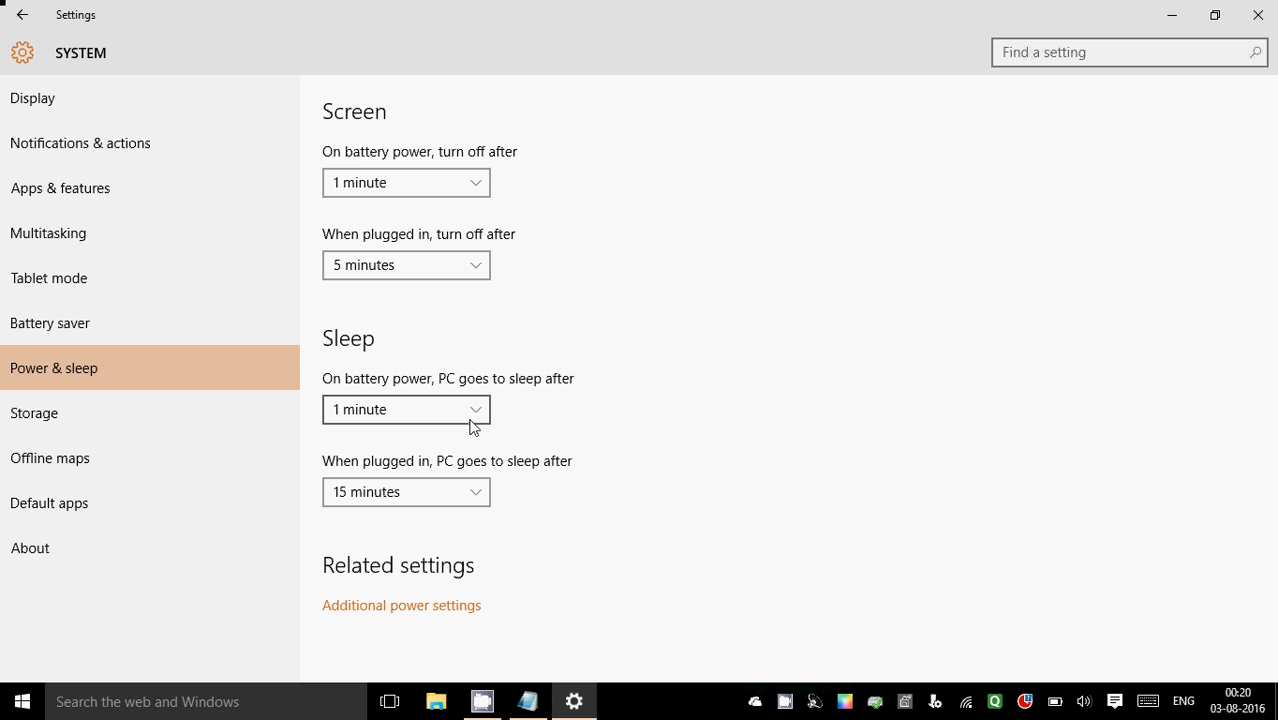 Settings
SYSTEM
Find a setting
Display
Notifications & actions
Apps & features
Multitasking
Tablet mode
Battery saver
Power & sleep
Storage
Offline maps
Default apps
About
Screen
On battery power, turn off after
1 minute
When plugged in, turn off after
5 minutes
Sleep
On battery power, PC goes to sleep after
1 minute
When plugged in, PC goes to sleep after
15 minutes
Related settings
Additional power settings
Search the web and Windows
ENG
00:20
03-08-2016